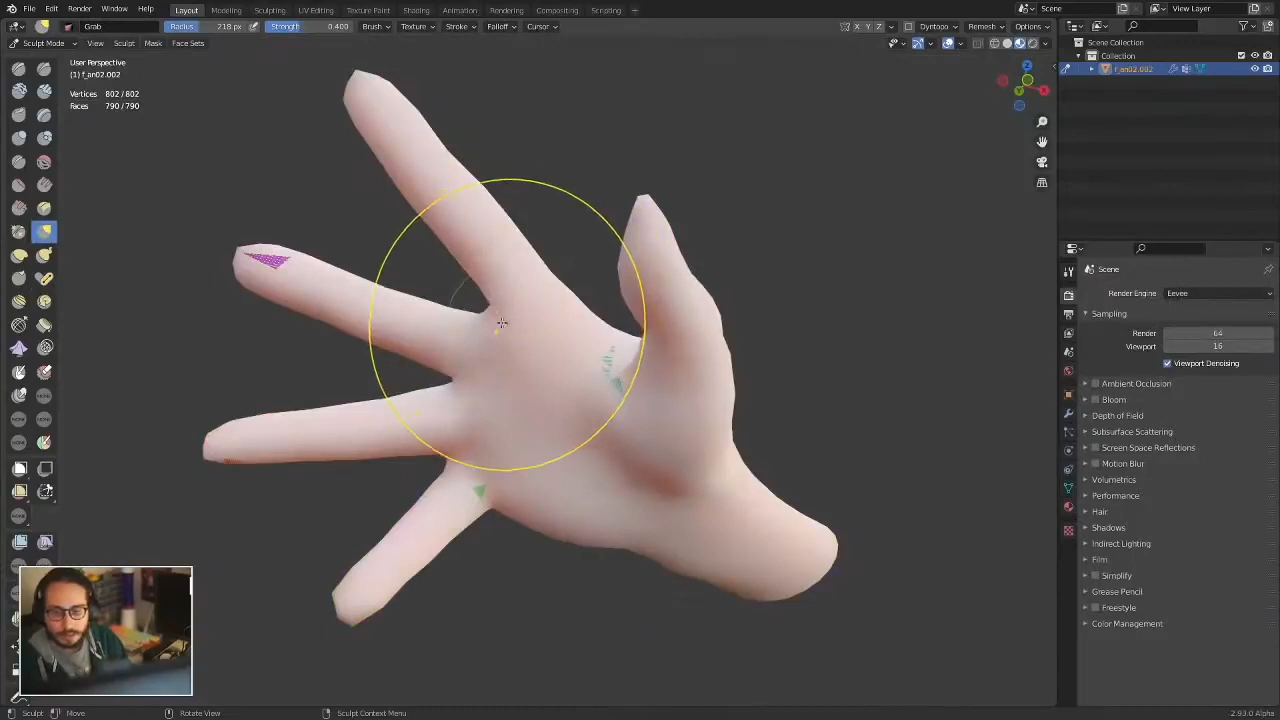 File Edit Render Window Help Layout Modeling Sculpting UV Editing Texture Paint Shading Animation Rendering Compositing Scripting Scene View Layer
Grab Radius 218 px Strength 0.400 Brush Texture Stroke Falloff Cursor X Y Z Dyntopo Remesh Options
Sculpt Mode View Sculpt Mask Face Sets
User Perspective
(1) f_an02.002
Vertices 802 / 802
Faces 790 / 790
Scene Collection
Collection
f_an02.002
Scene
Render Engine Eevee
Sampling
Render 64
Viewport 16
Viewport Denoising
Ambient Occlusion
Bloom
Depth of Field
Subsurface Scattering
Screen Space Reflections
Motion Blur
Volumetrics
Performance
Hair
Shadows
Indirect Lighting
Film
Simplify
Grease Pencil
Freestyle
Color Management
Sculpt Move Rotate View Sculpt Context Menu 2.93.0 Alpha